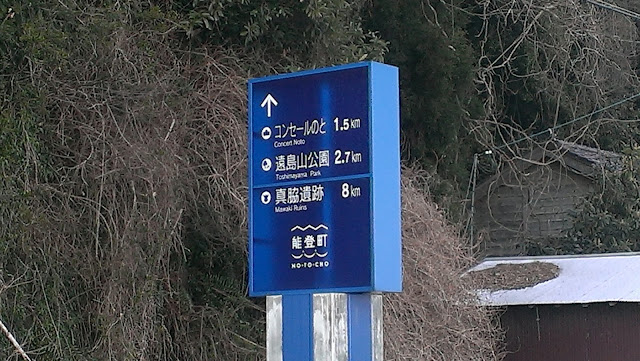 コンセールのと 1.5km
Concert Noto
遠島山公園 2.7km
Toshimayama Park
真脇遺跡 8km
Mawaki Ruins
能登町
NO-TO-CHO